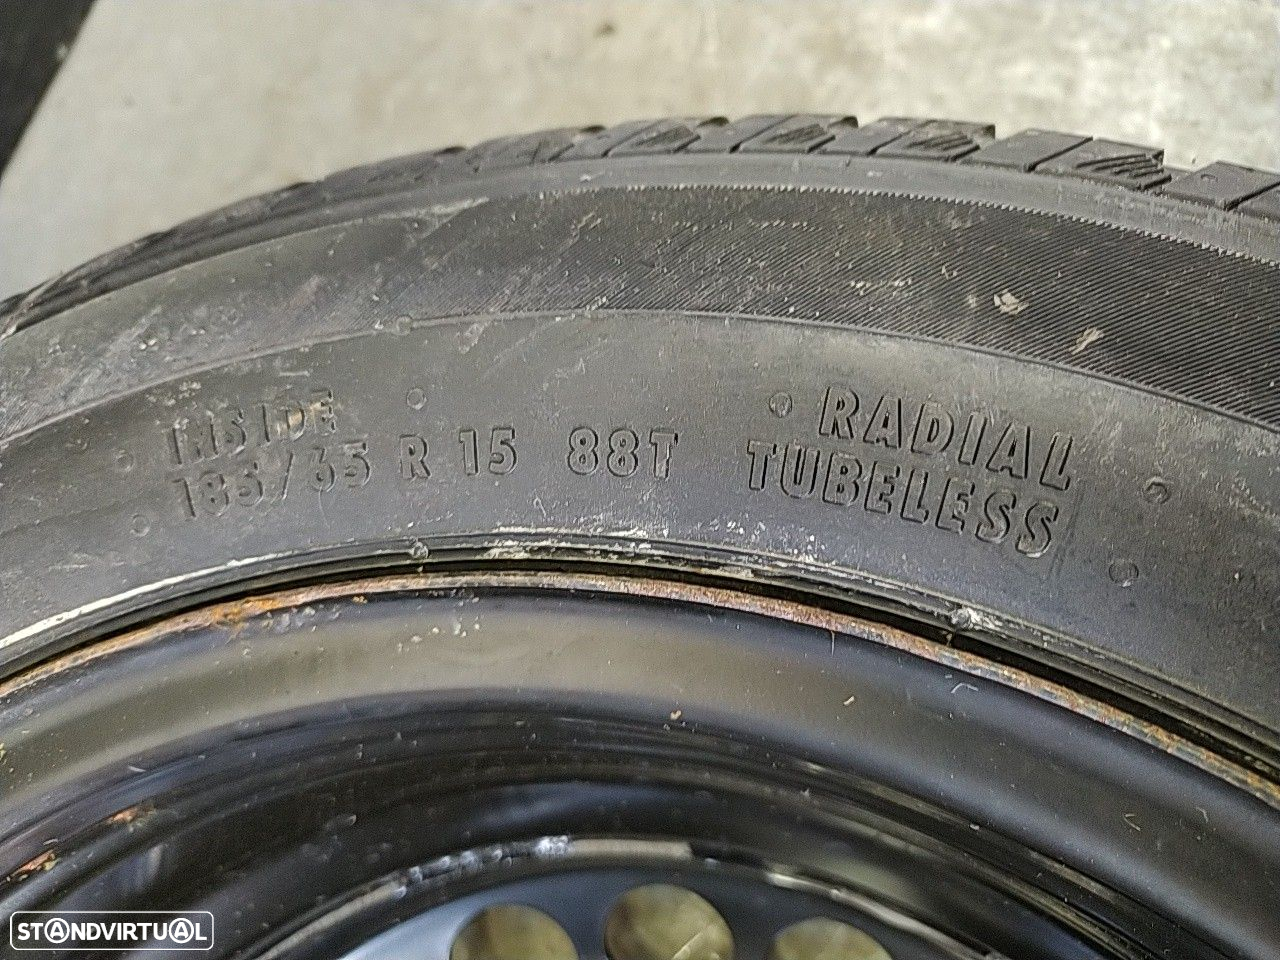 INSIDE
185/65 R 15 88T
RADIAL
TUBELESS
STANDVIRTUAL